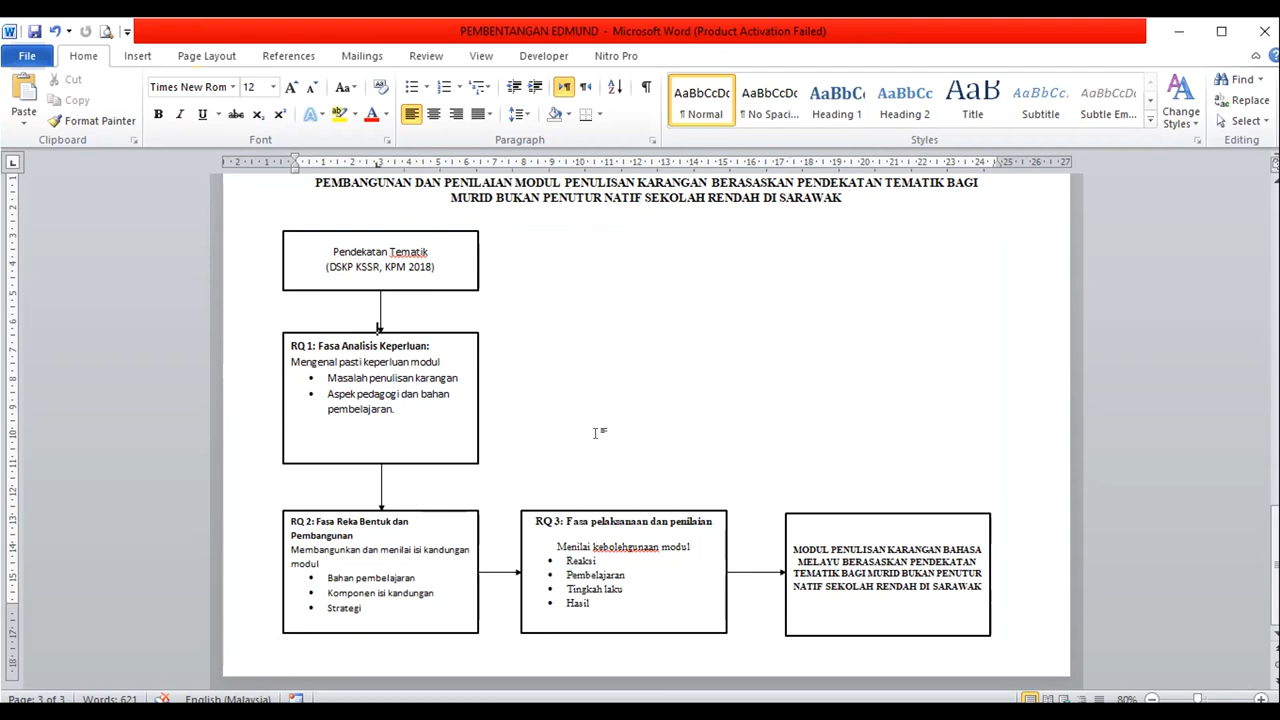 PEMBENTANGAN EDMUND - Microsoft Word (Product Activation Failed)
File Home Insert Page Layout References Mailings Review View Developer Nitro Pro
Paste
Cut
Copy
Format Painter
Clipboard
Times New Rom 12
Font
Paragraph
AaBbCcDc AaBbCcDc AaBbC AaBbCc AaB AaBbCc. AaBbCcDc
¶ Normal ¶ No Spaci... Heading 1 Heading 2 Title Subtitle Subtle Em...
Change Styles
Styles
Find
Replace
Select
Editing
PEMBANGUNAN DAN PENILAIAN MODUL PENULISAN KARANGAN BERASASKAN PENDEKATAN TEMATIK BAGI
MURID BUKAN PENUTUR NATIF SEKOLAH RENDAH DI SARAWAK
Pendekatan Tematik
(DSKP KSSR, KPM 2018)
RQ 1: Fasa Analisis Keperluan:
Mengenal pasti keperluan modul
• Masalah penulisan karangan
• Aspek pedagogi dan bahan
pembelajaran.
RQ 2: Fasa Reka Bentuk dan
Pembangunan
Membangunkan dan menilai isi kandungan
modul
• Bahan pembelajaran
• Komponen isi kandungan
• Strategi
RQ 3: Fasa pelaksanaan dan penilaian
Menilai kebolehgunaan modul
• Reaksi
• Pembelajaran
• Tingkah laku
• Hasil
MODUL PENULISAN KARANGAN BAHASA
MELAYU BERASASKAN PENDEKATAN
TEMATIK BAGI MURID BUKAN PENUTUR
NATIF SEKOLAH RENDAH DI SARAWAK
Page: 3 of 3 Words: 621 English (Malaysia) 80%